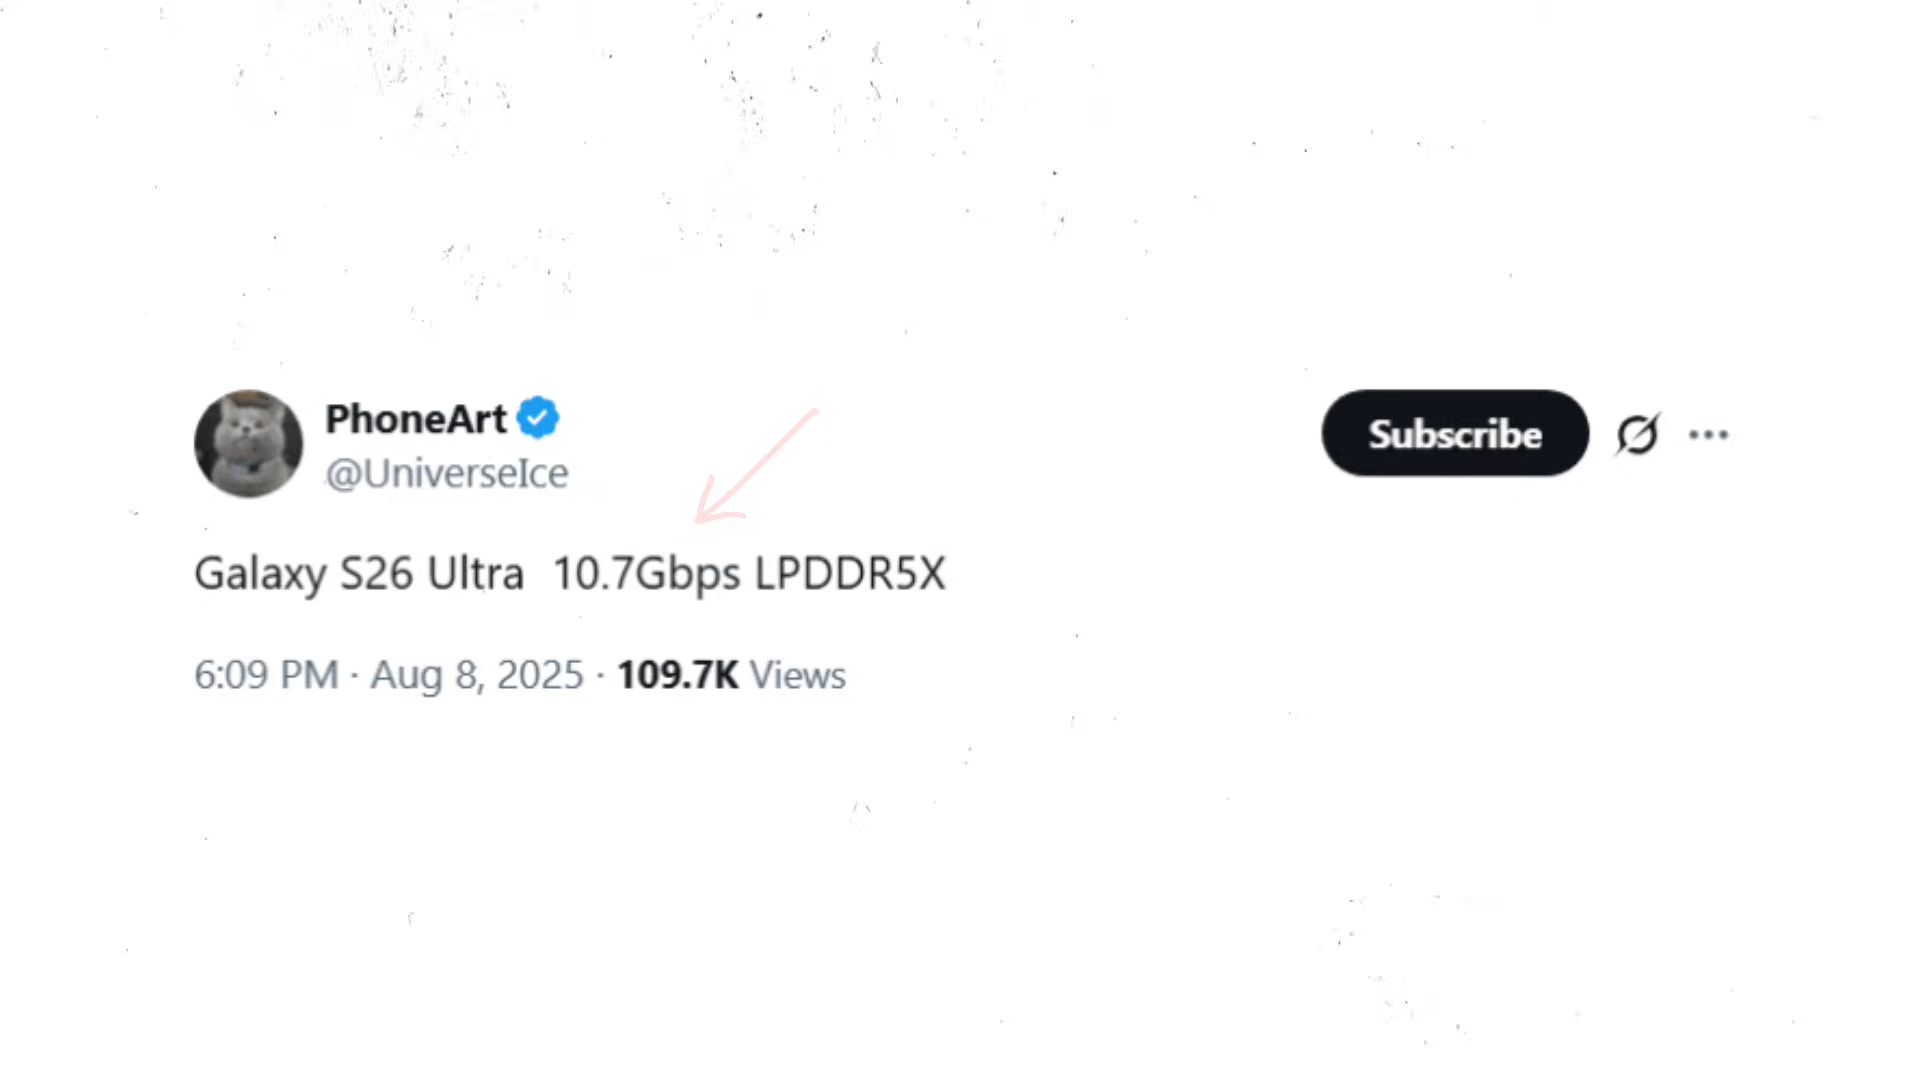 PhoneArt
@UniverseIce
Subscribe
Galaxy S26 Ultra  10.7Gbps LPDDR5X
6:09 PM · Aug 8, 2025 · 109.7K Views